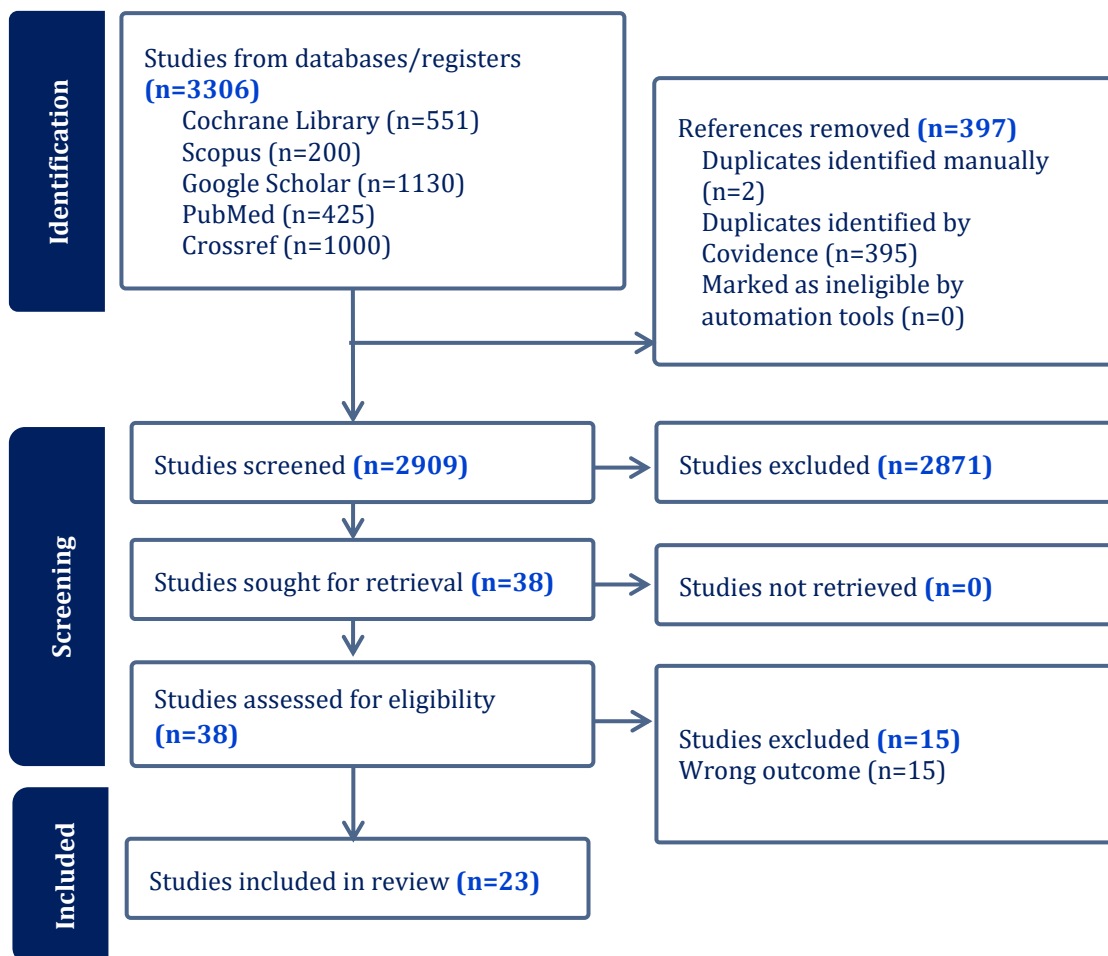 Identification
Studies from databases/registers
(n=3306)
Cochrane Library (n=551)
Scopus (n=200)
Google Scholar (n=1130)
PubMed (n=425)
Crossref (n=1000)
References removed (n=397)
Duplicates identified manually
(n=2)
Duplicates identified by
Covidence (n=395)
Marked as ineligible by
automation tools (n=0)
Screening
Studies screened (n=2909)
Studies excluded (n=2871)
Studies sought for retrieval (n=38)
Studies not retrieved (n=0)
Studies assessed for eligibility
(n=38)
Studies excluded (n=15)
Wrong outcome (n=15)
Included
Studies included in review (n=23)